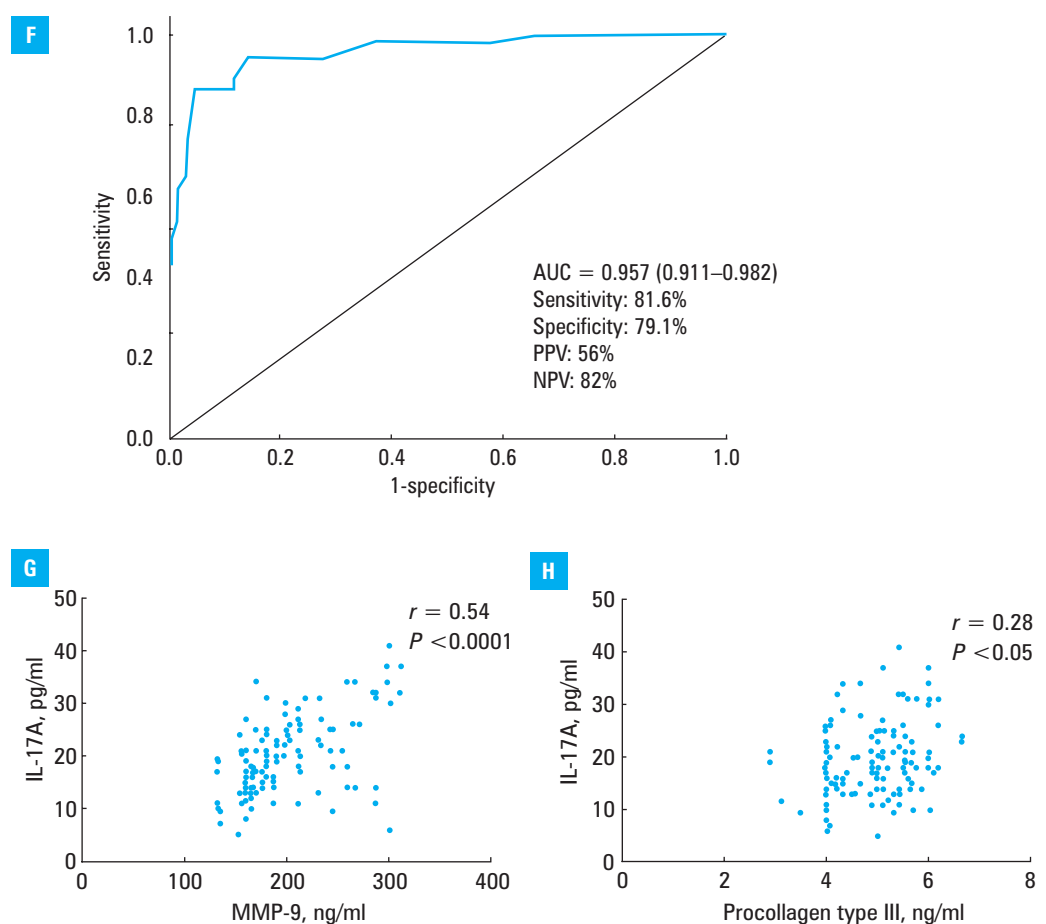 F
1.0
0.8
0.6
0.4
0.2
0.0
Sensitivity
AUC = 0.957 (0.911–0.982)
Sensitivity: 81.6%
Specificity: 79.1%
PPV: 56%
NPV: 82%
0.0 0.2 0.4 0.6 0.8 1.0
1-specificity
G
50
40
30
20
10
0
IL-17A, pg/ml
r = 0.54
P <0.0001
0 100 200 300 400
MMP-9, ng/ml
H
50
40
30
20
10
0
IL-17A, pg/ml
r = 0.28
P <0.05
0 2 4 6 8
Procollagen type III, ng/ml